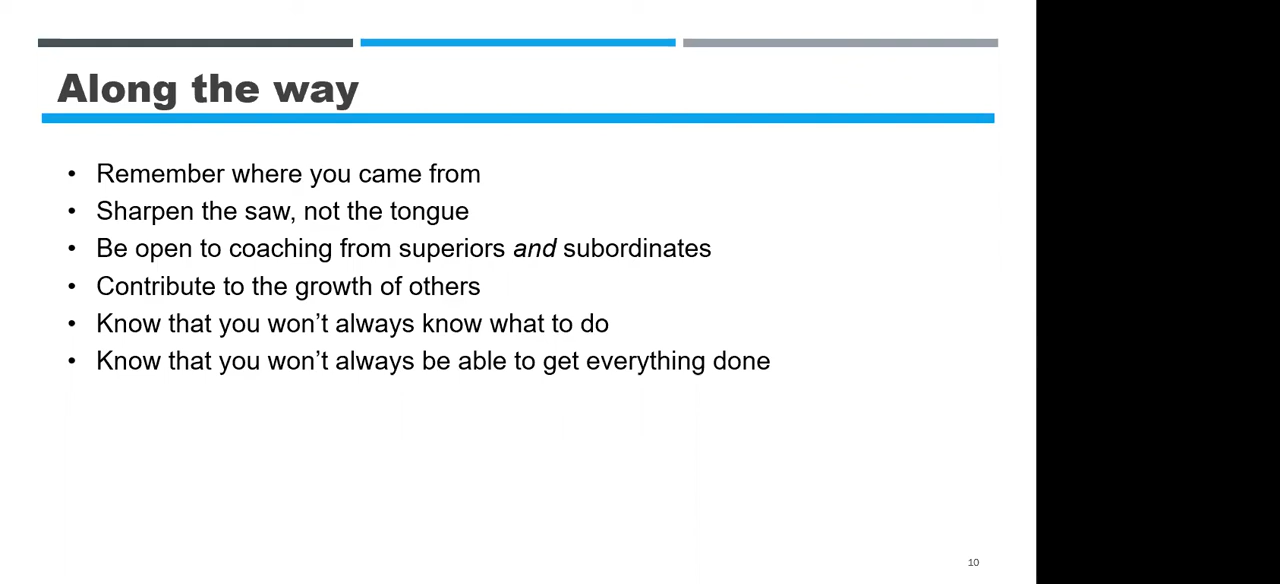 Along the way
• Remember where you came from
• Sharpen the saw, not the tongue
• Be open to coaching from superiors and subordinates
• Contribute to the growth of others
• Know that you won’t always know what to do
• Know that you won’t always be able to get everything done
10